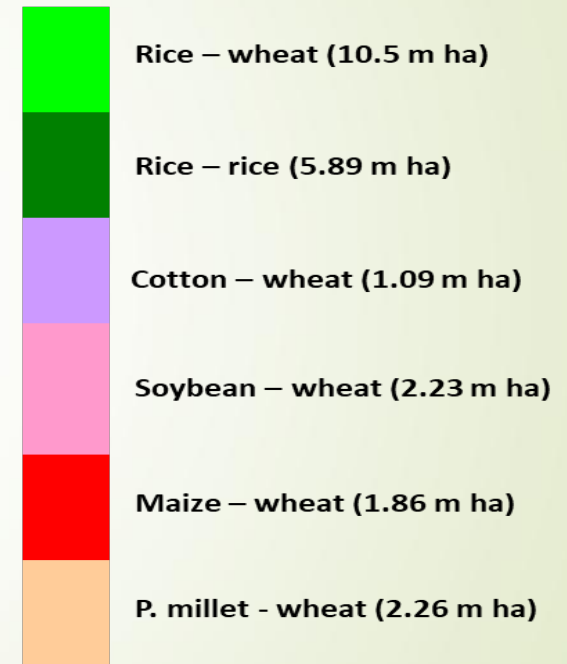 Rice – wheat (10.5 m ha)
Rice – rice (5.89 m ha)
Cotton – wheat (1.09 m ha)
Soybean – wheat (2.23 m ha)
Maize – wheat (1.86 m ha)
P. millet - wheat (2.26 m ha)